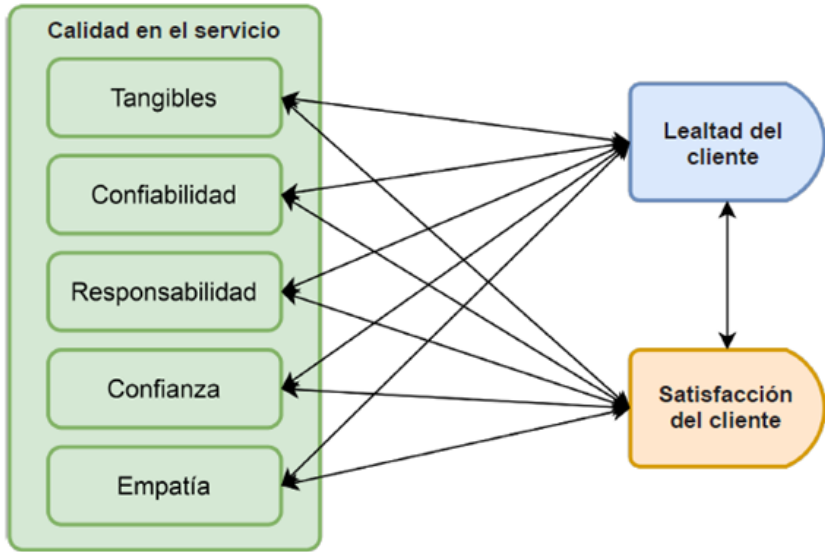 Calidad en el servicio
Tangibles
Confiabilidad
Responsabilidad
Confianza
Empatía
Lealtad del
cliente
Satisfacción
del cliente